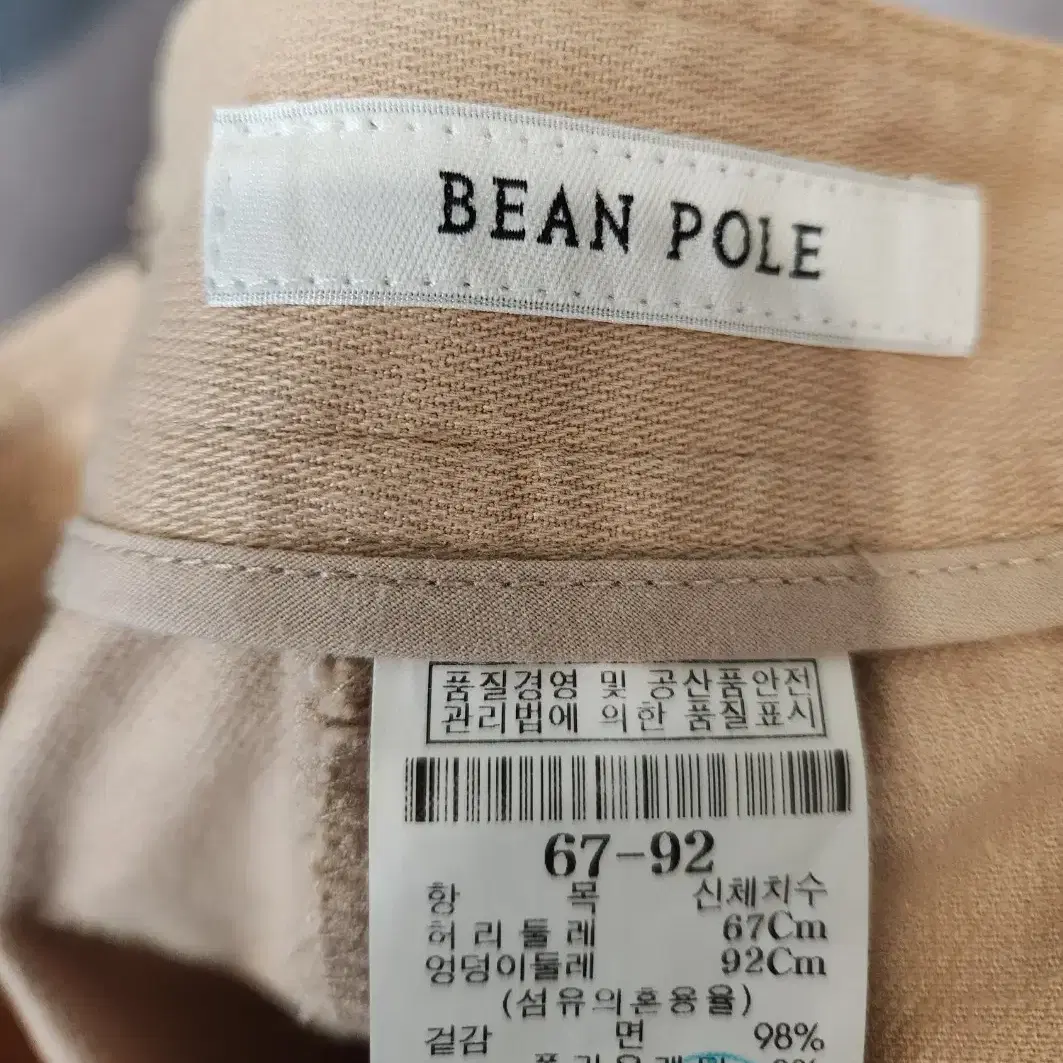 BEAN POLE
품질경영 및 공산품안전
관리법에 의한 품질표시
67-92
항 목 신체치수
허리둘레 67Cm
엉덩이둘레 92Cm
(섬유의혼용율)
겉감 면 98%